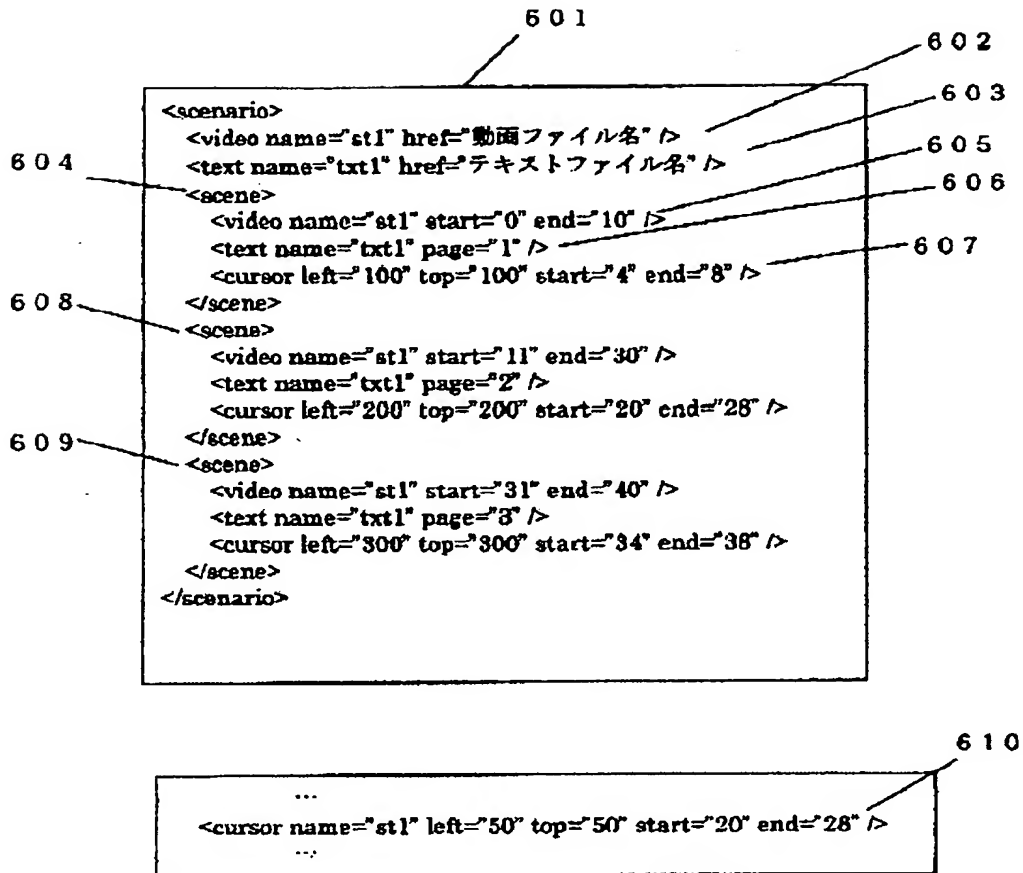 601
602
603
604
605
606
607
608
609
<scenario>
<video name="st1" href="動画ファイル名" />
<text name="txt1" href="テキストファイル名" />
<scene>
<video name="st1" start="0" end="10" />
<text name="txt1" page="1" />
<cursor left="100" top="100" start="4" end="8" />
</scene>
<scene>
<video name="st1" start="11" end="30" />
<text name="txt1" page="2" />
<cursor left="200" top="200" start="20" end="28" />
</scene>
<scene>
<video name="st1" start="31" end="40" />
<text name="txt1" page="3" />
<cursor left="300" top="300" start="34" end="38" />
</scene>
</scenario>
610
...
<cursor name="st1" left="50" top="50" start="20" end="28" />
...